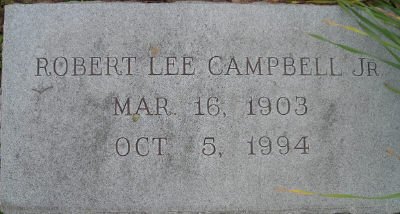 ROBERT LEE CAMPBELL JR
MAR. 16, 1903
OCT 5, 1994